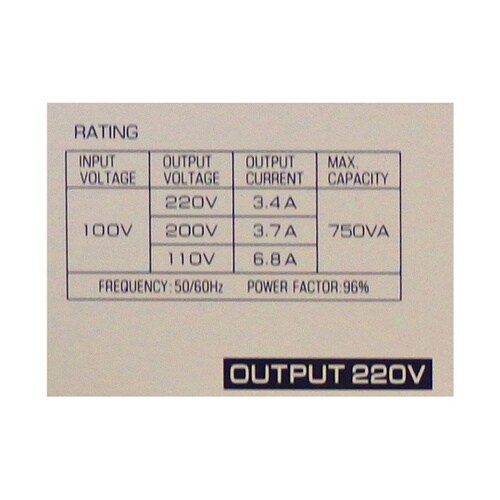 RATING
INPUT VOLTAGE OUTPUT VOLTAGE OUTPUT CURRENT MAX. CAPACITY
220V 3.4A
100V 200V 3.7A 750VA
110V 6.8A
FREQUENCY: 50/60Hz POWER FACTOR: 96%
OUTPUT 220V